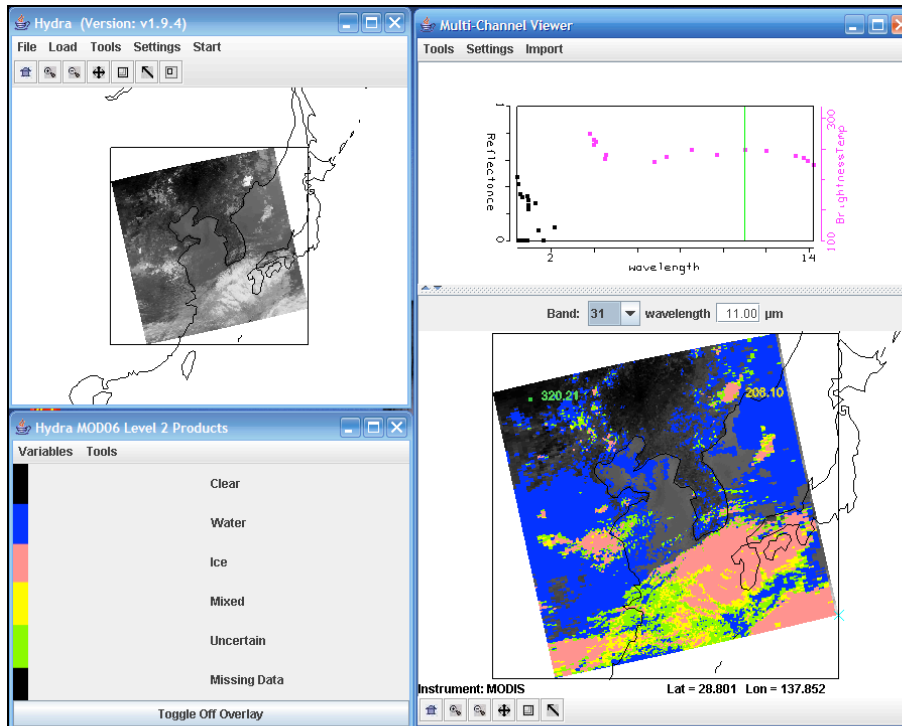 Hydra (Version: v1.9.4)
File Load Tools Settings Start
Multi-Channel Viewer
Tools Settings Import
1
Reflectance
0
300
BrightnessTemp
100
2
14
wavelength
Band: 31 wavelength 11.00 µm
320.21
208.10
Instrument: MODIS Lat = 28.801 Lon = 137.852
Hydra MOD06 Level 2 Products
Variables Tools
Clear
Water
Ice
Mixed
Uncertain
Missing Data
Toggle Off Overlay